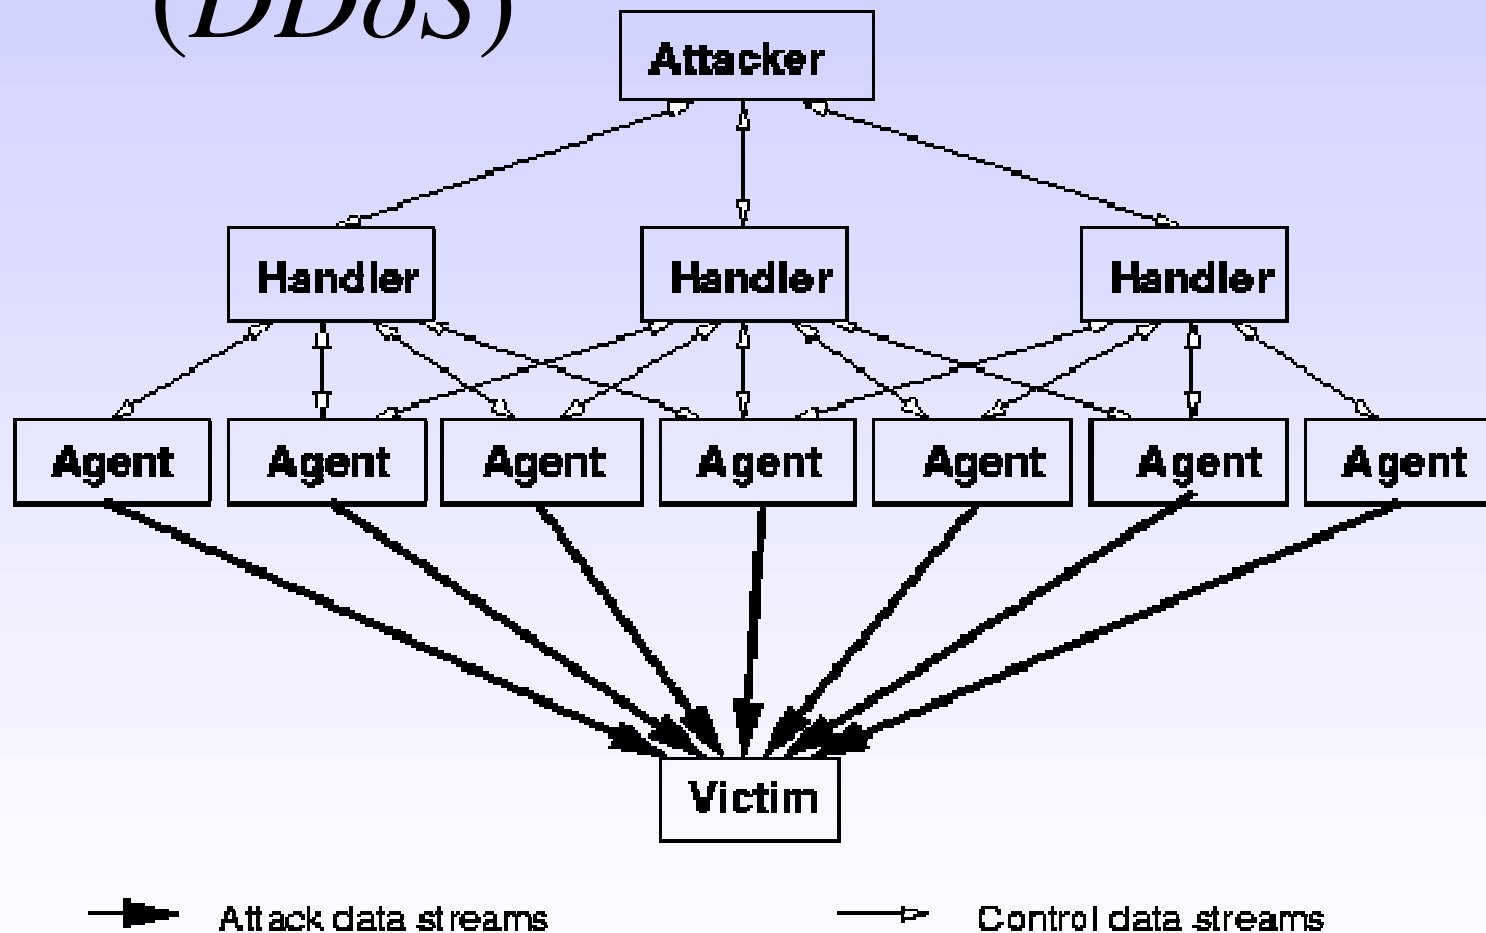 (DDoS)
Attacker
Handler Handler Handler
Agent Agent Agent Agent Agent Agent Agent
Victim
Attack data streams Control data streams